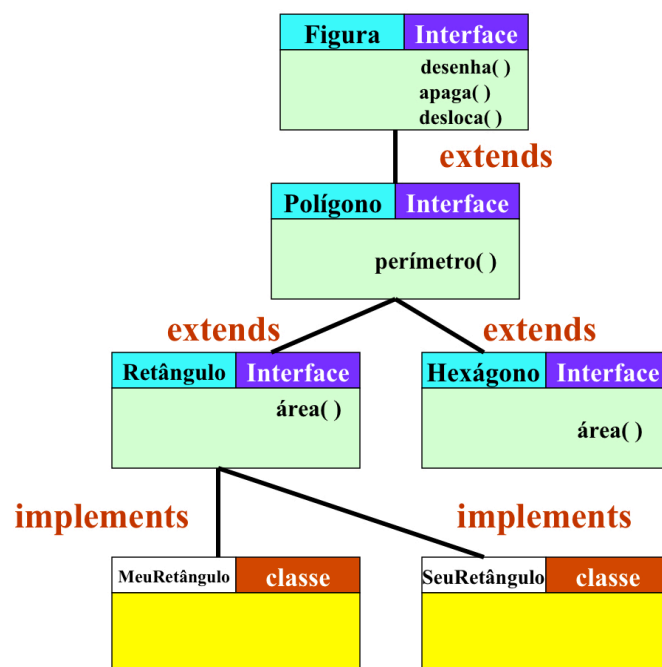 Figura Interface
desenha( )
apaga( )
desloca( )
extends
Polígono Interface
perímetro( )
extends extends
Retângulo Interface Hexágono Interface
área( )
área( )
implements implements
MeuRetângulo classe SeuRetângulo classe